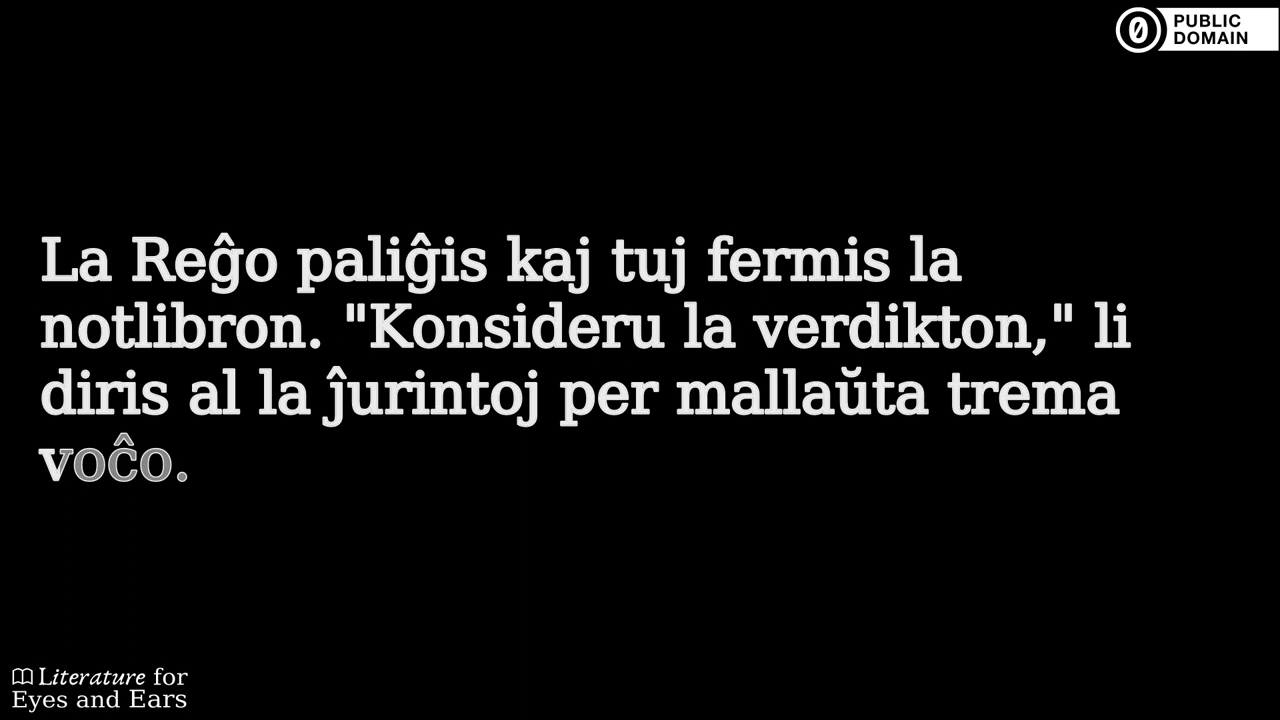 PUBLIC
DOMAIN
La Reĝo paliĝis kaj tuj fermis la
notlibron. "Konsideru la verdikton," li
diris al la ĵurintoj per mallaŭta trema
voĉo.
Literature for
Eyes and Ears